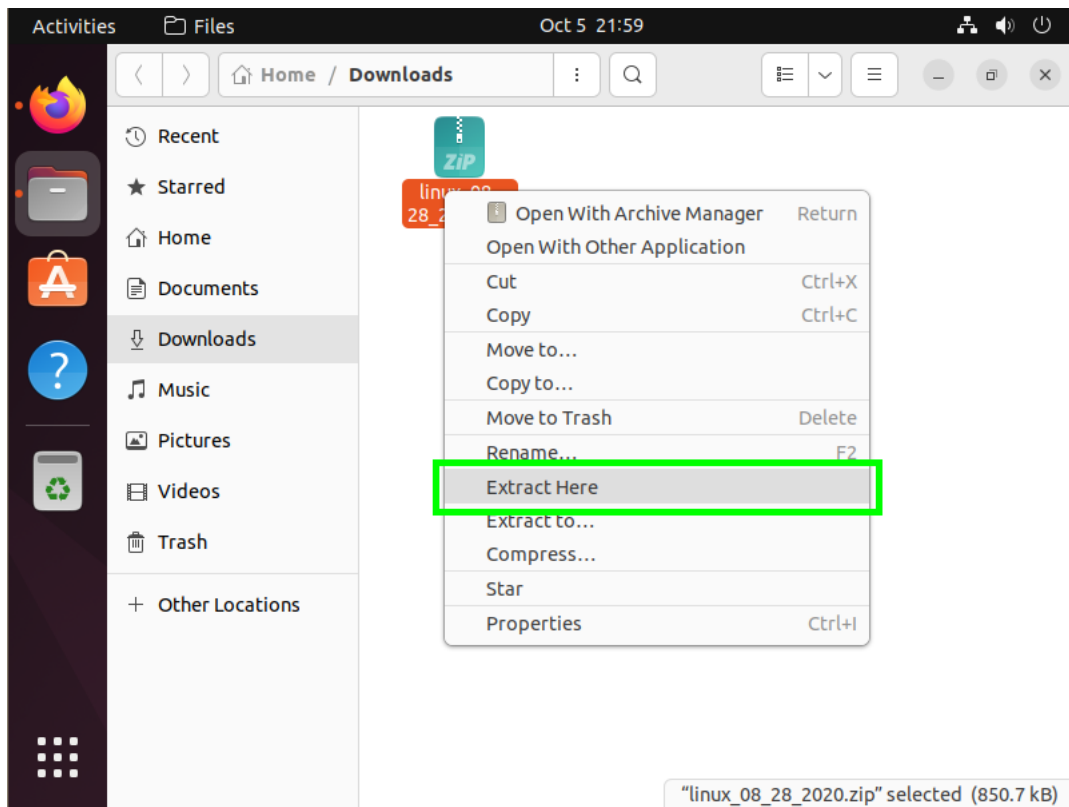 Activities Files Oct 5 21:59
Home / Downloads
Recent
Starred
Home
Documents
Downloads
Music
Pictures
Videos
Trash
+ Other Locations
ZiP
linux_08_
28_2
Open With Archive Manager Return
Open With Other Application
Cut Ctrl+X
Copy Ctrl+C
Move to...
Copy to...
Move to Trash Delete
Rename... F2
Extract Here
Extract to...
Compress...
Star
Properties Ctrl+I
"linux_08_28_2020.zip" selected (850.7 kB)